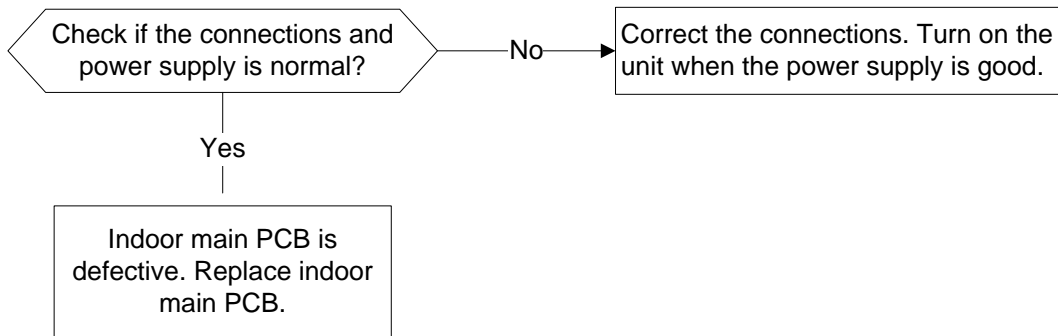 Check if the connections and
power supply is normal?
No
Correct the connections. Turn on the
unit when the power supply is good.
Yes
Indoor main PCB is
defective. Replace indoor
main PCB.